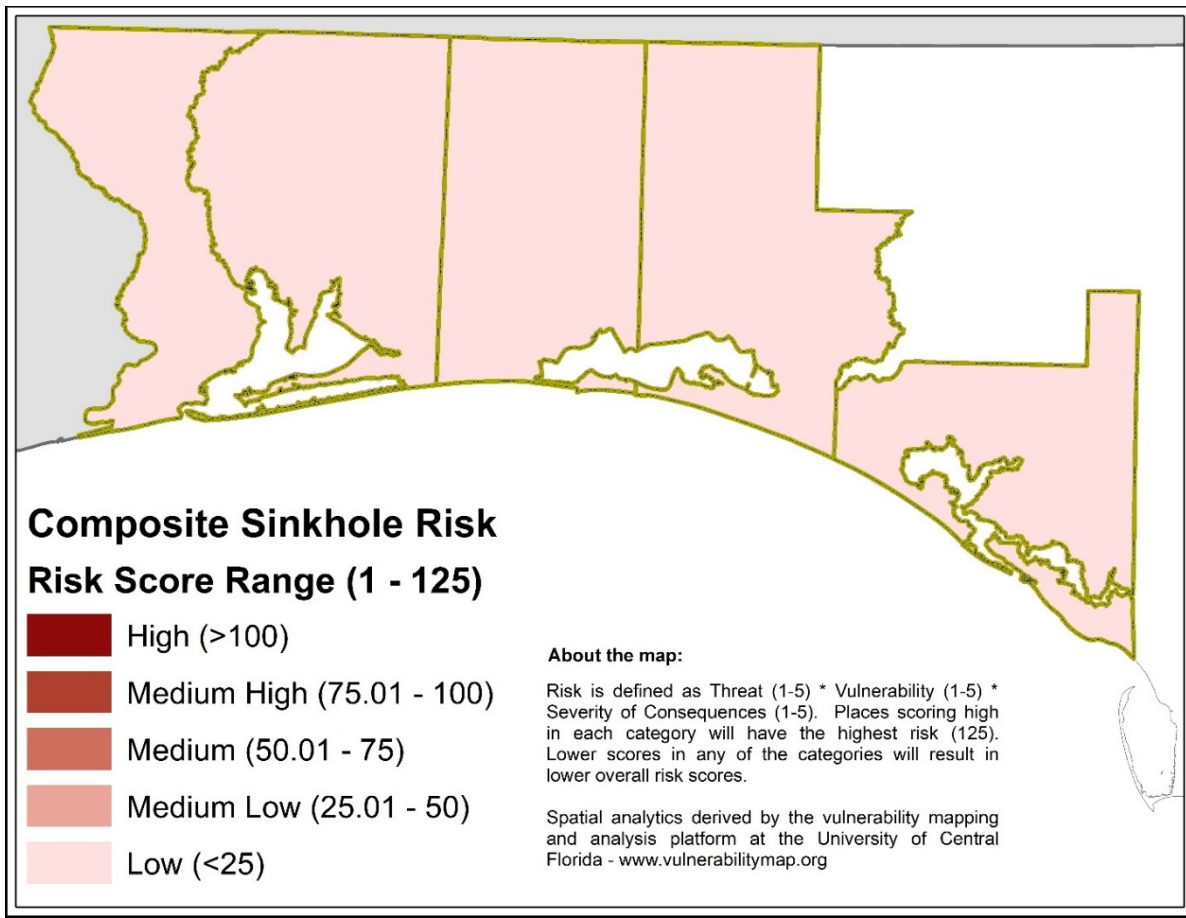 Composite Sinkhole Risk
Risk Score Range (1 - 125)
High (>100)
Medium High (75.01 - 100)
Medium (50.01 - 75)
Medium Low (25.01 - 50)
Low (<25)
About the map:
Risk is defined as Threat (1-5) * Vulnerability (1-5) *
Severity of Consequences (1-5). Places scoring high
in each category will have the highest risk (125).
Lower scores in any of the categories will result in
lower overall risk scores.
Spatial analytics derived by the vulnerability mapping
and analysis platform at the University of Central
Florida - www.vulnerabilitymap.org